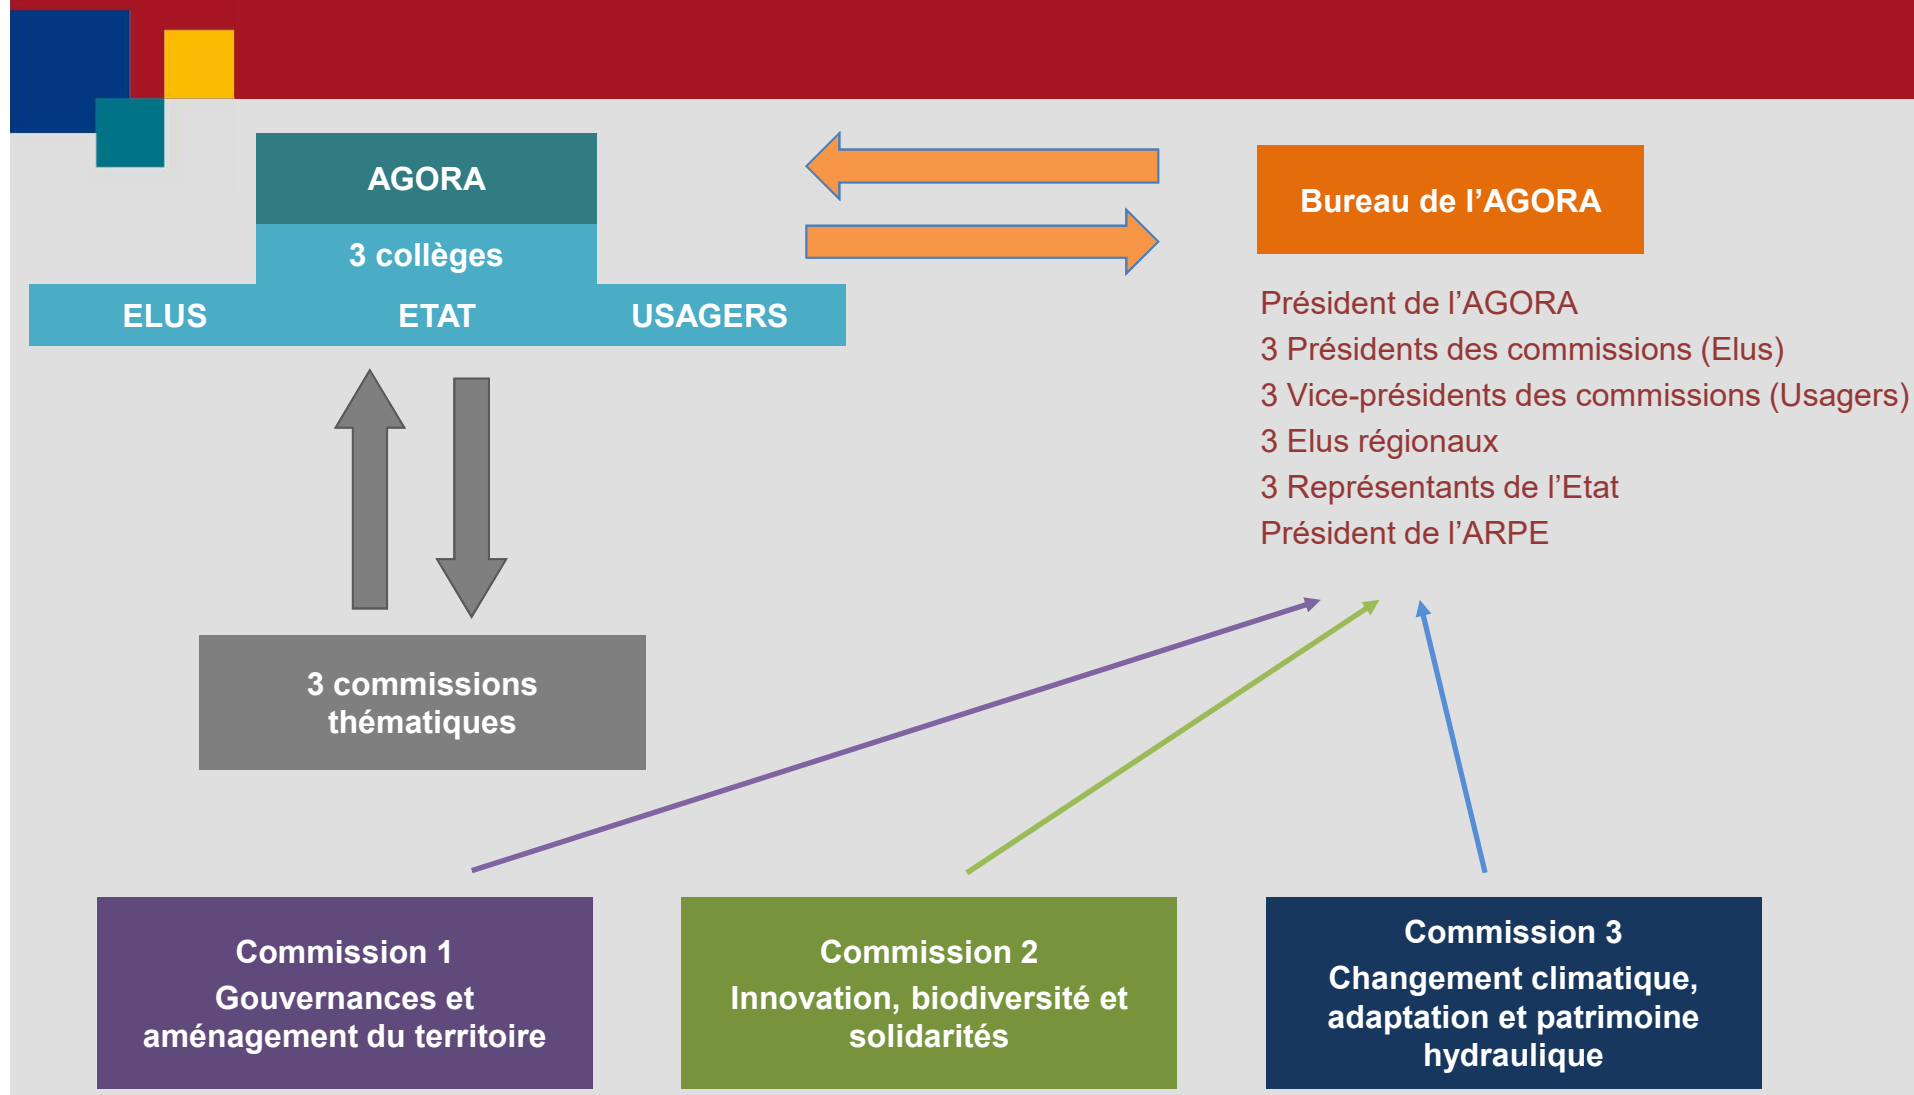 AGORA
3 collèges
ELUS
ETAT
USAGERS
Bureau de l’AGORA
Président de l’AGORA
3 Présidents des commissions (Elus)
3 Vice-présidents des commissions (Usagers)
3 Elus régionaux
3 Représentants de l’Etat
Président de l’ARPE
3 commissions
thématiques
Commission 1
Gouvernances et
aménagement du territoire
Commission 2
Innovation, biodiversité et
solidarités
Commission 3
Changement climatique,
adaptation et patrimoine
hydraulique